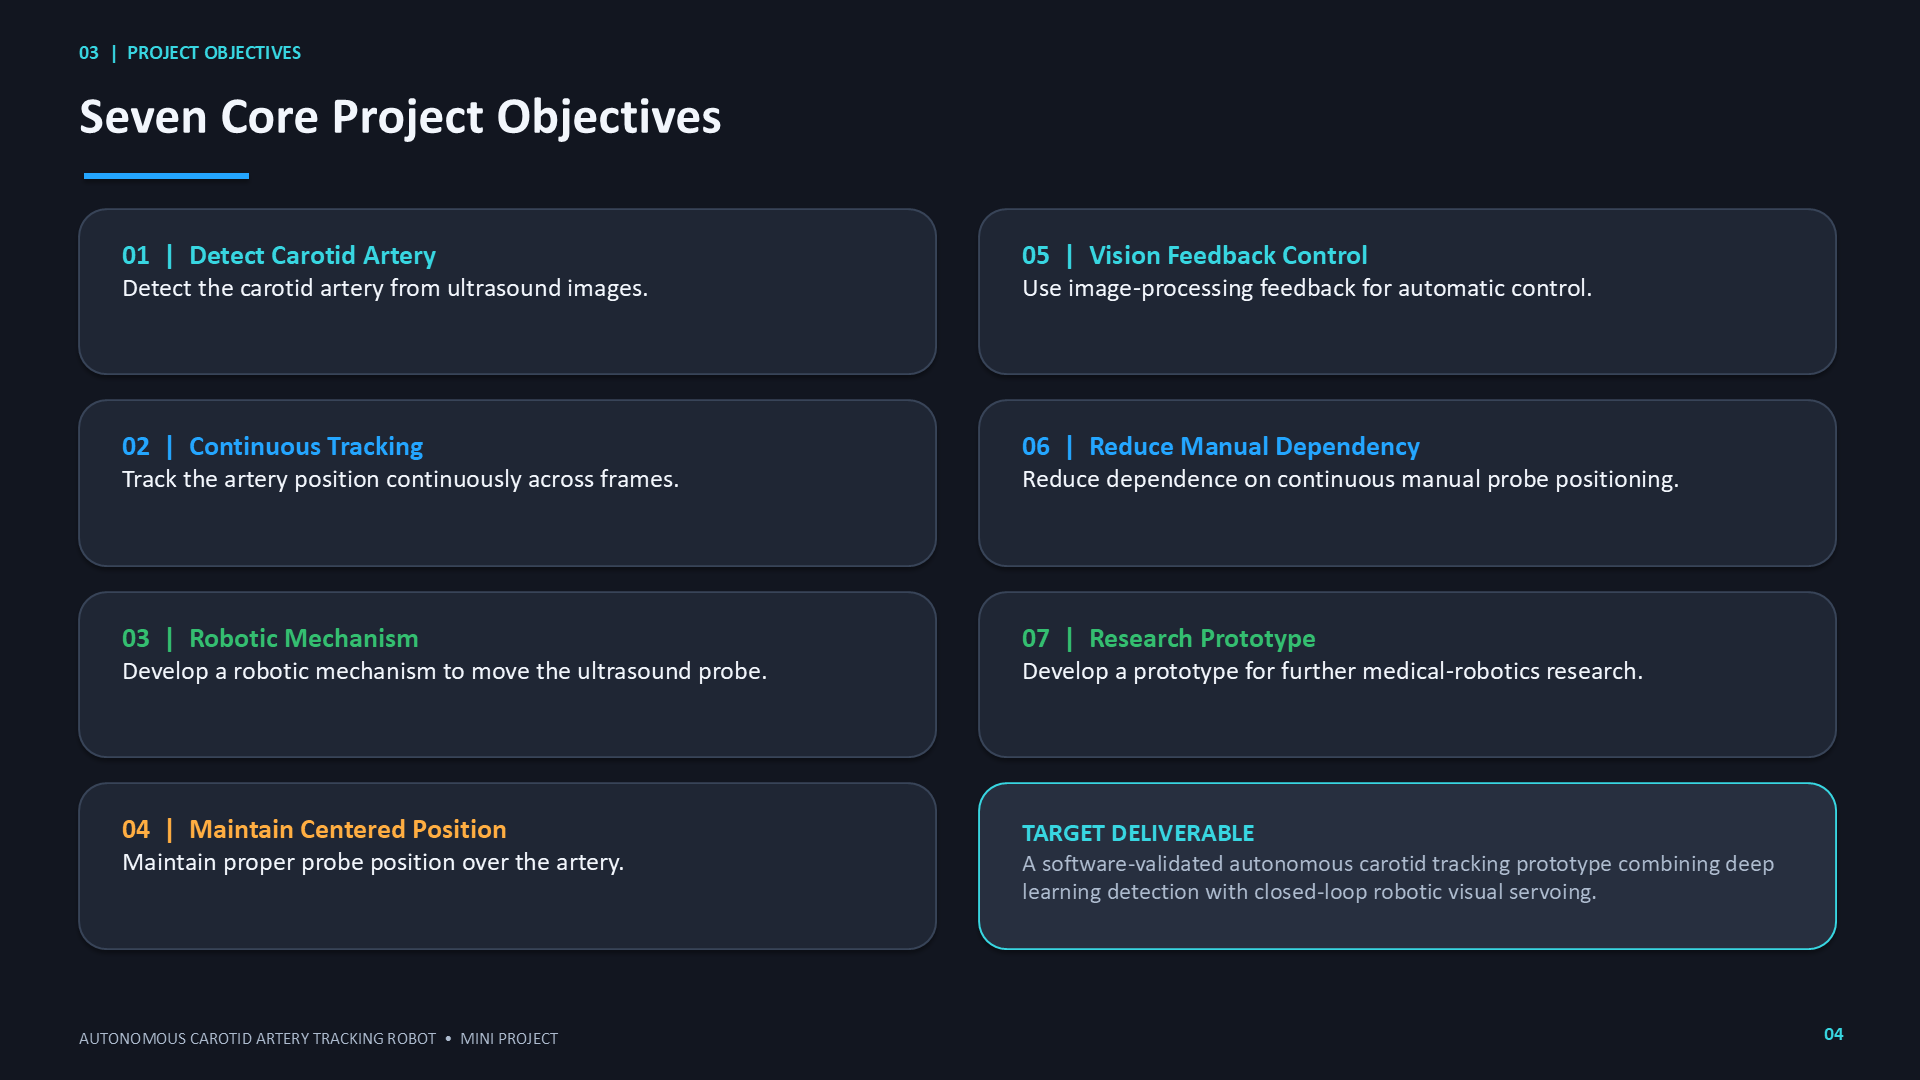 03 | PROJECT OBJECTIVES
Seven Core Project Objectives
01 | Detect Carotid Artery
Detect the carotid artery from ultrasound images.
02 | Continuous Tracking
Track the artery position continuously across frames.
03 | Robotic Mechanism
Develop a robotic mechanism to move the ultrasound probe.
04 | Maintain Centered Position
Maintain proper probe position over the artery.
05 | Vision Feedback Control
Use image-processing feedback for automatic control.
06 | Reduce Manual Dependency
Reduce dependence on continuous manual probe positioning.
07 | Research Prototype
Develop a prototype for further medical-robotics research.
TARGET DELIVERABLE
A software-validated autonomous carotid tracking prototype combining deep
learning detection with closed-loop robotic visual servoing.
AUTONOMOUS CAROTID ARTERY TRACKING ROBOT • MINI PROJECT
04